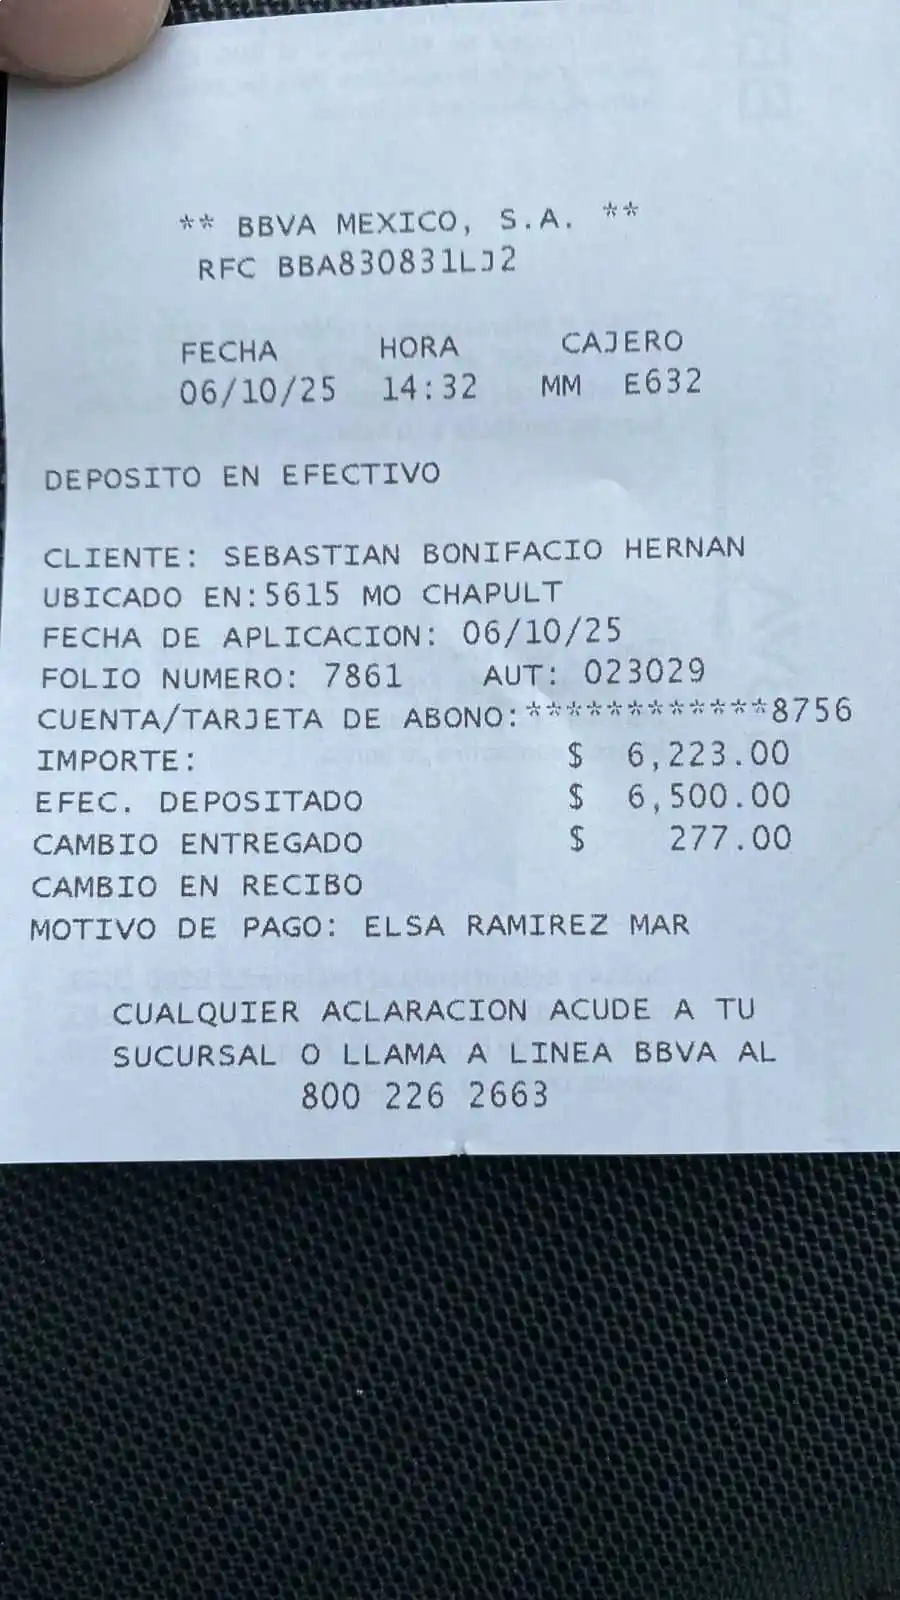 ** BBVA MEXICO, S.A. **
RFC BBA830831LJ2
FECHA HORA CAJERO
06/10/25 14:32 MM E632
DEPOSITO EN EFECTIVO
CLIENTE: SEBASTIAN BONIFACIO HERNAN
UBICADO EN:5615 MO CHAPULT
FECHA DE APLICACION: 06/10/25
FOLIO NUMERO: 7861 AUT: 023029
CUENTA/TARJETA DE ABONO:************8756
IMPORTE: $ 6,223.00
EFEC. DEPOSITADO $ 6,500.00
CAMBIO ENTREGADO $ 277.00
CAMBIO EN RECIBO
MOTIVO DE PAGO: ELSA RAMIREZ MAR
CUALQUIER ACLARACION ACUDE A TU
SUCURSAL O LLAMA A LINEA BBVA AL
800 226 2663